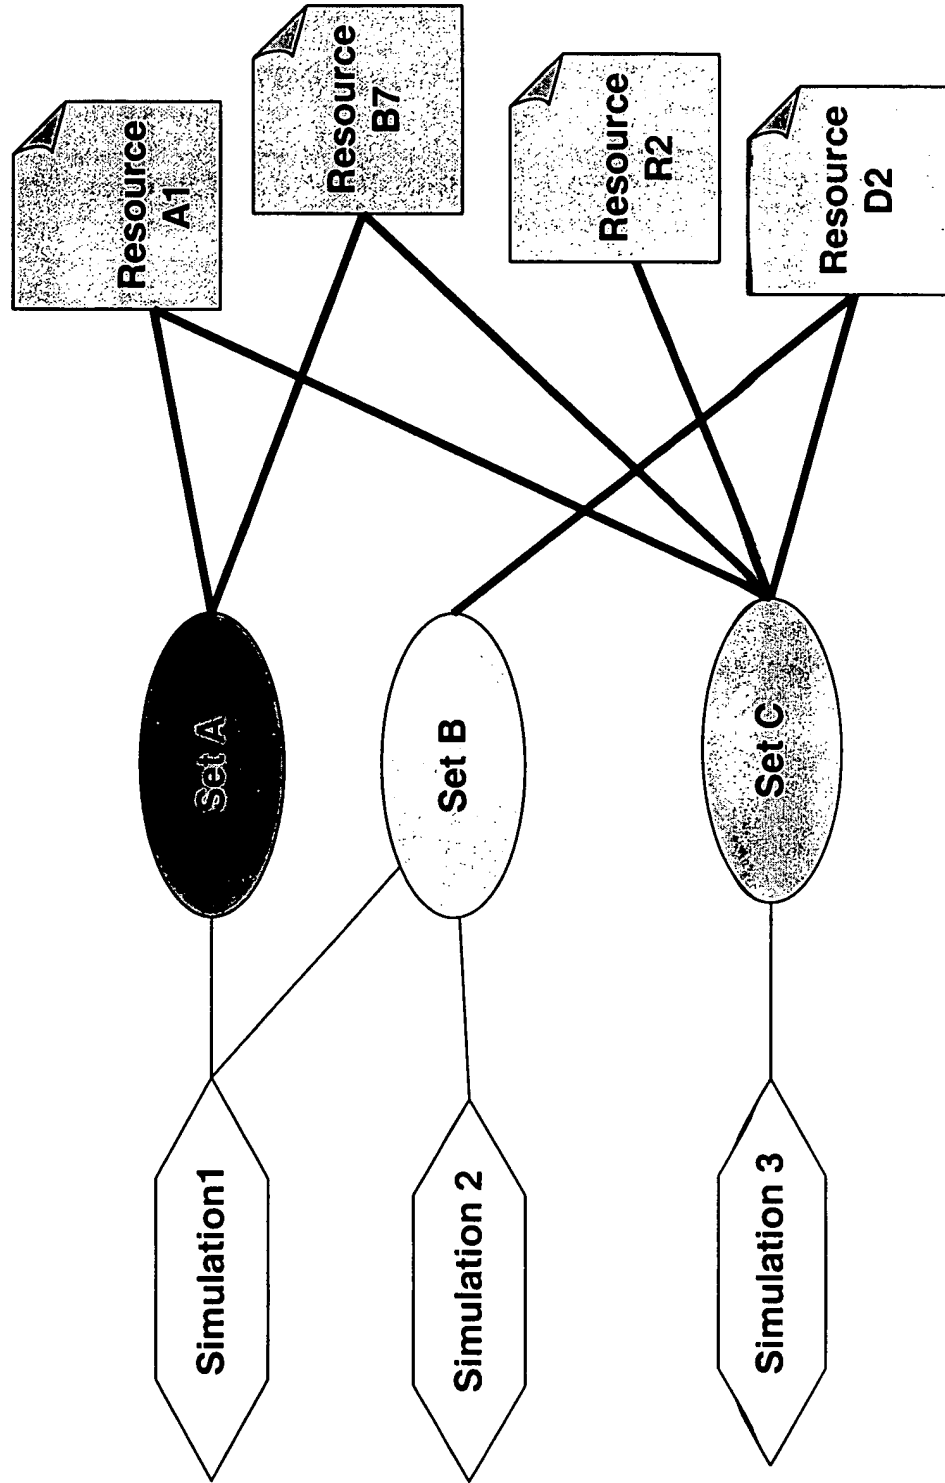 Simulation1
Simulation 2
Simulation 3
Set A
Set B
Set C
Resource
A1
Resource
B7
Resource
R2
Resource
D2